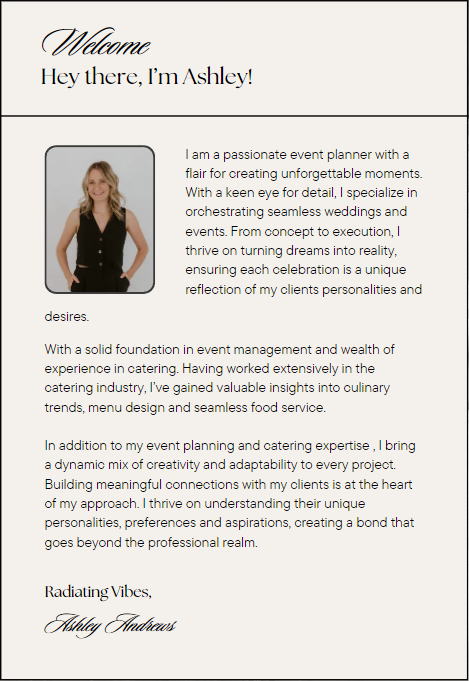 Welcome
Hey there, I'm Ashley!
I am a passionate event planner with a
flair for creating unforgettable moments.
With a keen eye for detail, I specialize in
orchestrating seamless weddings and
events. From concept to execution, I
thrive on turning dreams into reality,
ensuring each celebration is a unique
reflection of my clients personalities and
desires.
With a solid foundation in event management and wealth of
experience in catering. Having worked extensively in the
catering industry, I've gained valuable insights into culinary
trends, menu design and seamless food service.
In addition to my event planning and catering expertise , I bring
a dynamic mix of creativity and adaptability to every project.
Building meaningful connections with my clients is at the heart
of my approach. I thrive on understanding their unique
personalities, preferences and aspirations, creating a bond that
goes beyond the professional realm.
Radiating Vibes,
Ashley Andrews